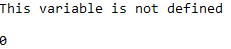 This variable is not defined
0